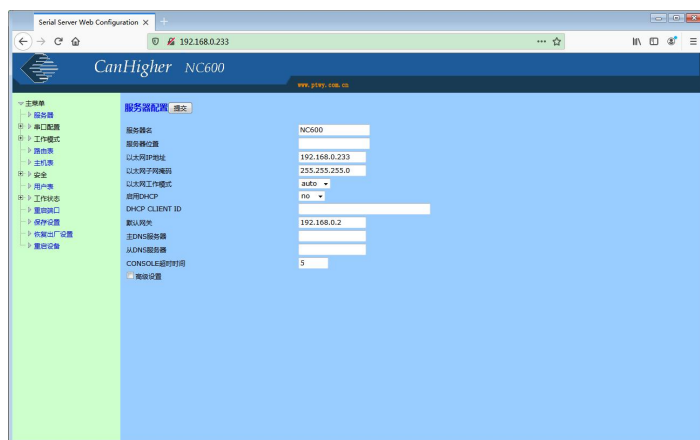 Serial Server Web Configuration
192.168.0.233
CanHigher NC600
www.ptwy.com.cn
主菜单
服务器
串口配置
工作模式
路由表
主机表
安全
用户表
工作状态
重启端口
保存设置
恢复出厂设置
重启设备
服务器配置 提交
服务器名 NC600
服务器位置
以太网IP地址 192.168.0.233
以太网子网掩码 255.255.255.0
以太网工作模式 auto
启用DHCP no
DHCP CLIENT ID
默认网关 192.168.0.2
主DNS服务器
从DNS服务器
CONSOLE超时时间 5
高级设置